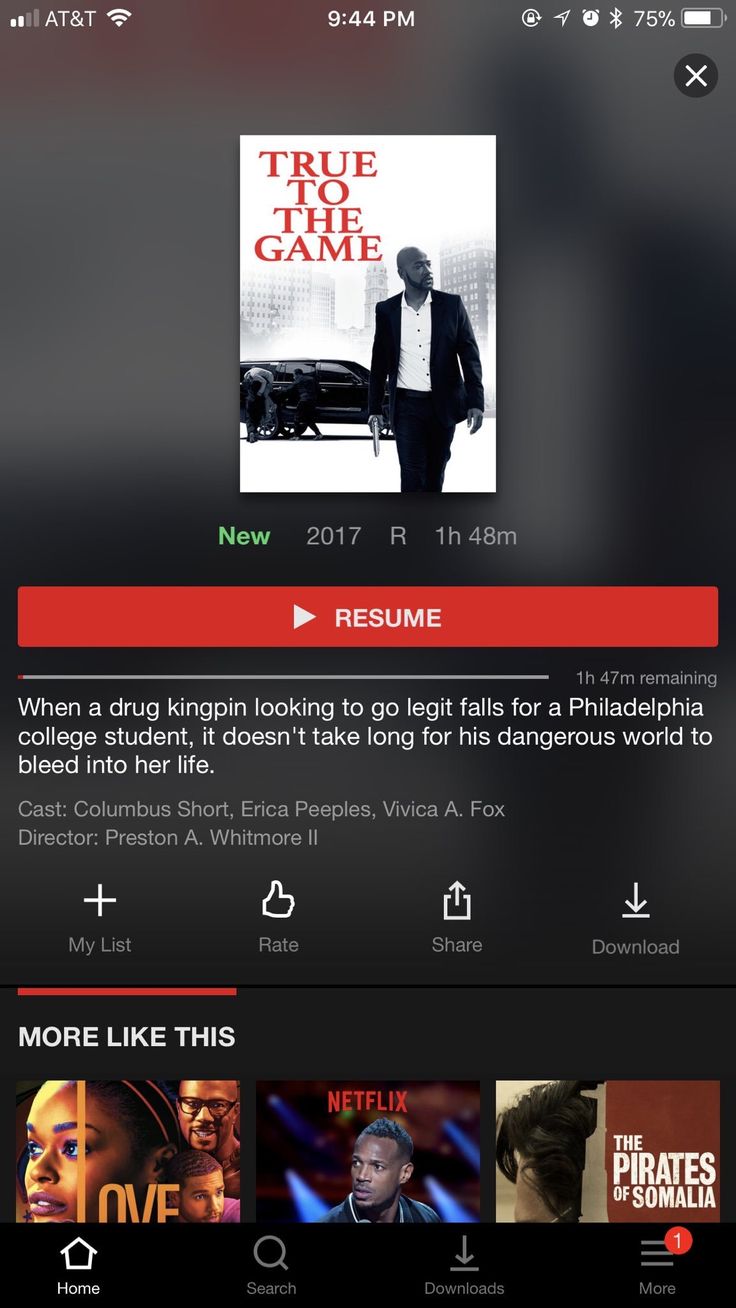 AT&T 9:44 PM 75%
TRUE
TO
THE
GAME
New 2017 R 1h 48m
RESUME
1h 47m remaining
When a drug kingpin looking to go legit falls for a Philadelphia
college student, it doesn't take long for his dangerous world to
bleed into her life.
Cast: Columbus Short, Erica Peeples, Vivica A. Fox
Director: Preston A. Whitmore II
My List Rate Share Download
MORE LIKE THIS
NETFLIX
THE
PIRATES
OF SOMALIA
1
Home Search Downloads More